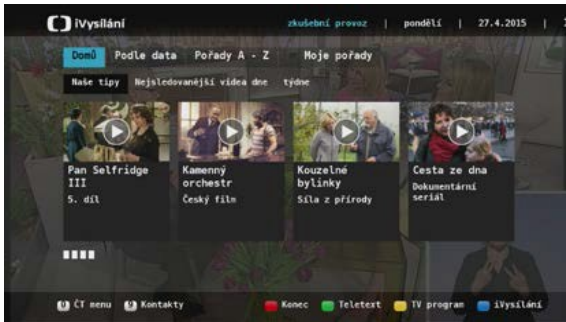 iVysílání
zkušební provoz | pondělí | 27.4.2015 |
Domů Podle data Pořady A - Z Moje pořady
Naše tipy Nejsledovanější videa dne týdne
Pan Selfridge III
5. díl
Kamenný orchestr
Český film
Kouzelné bylinky
Síla z přírody
Cesta ze dna
Dokumentární seriál
0 ČT menu 9 Kontakty Konec Teletext TV program iVysílání